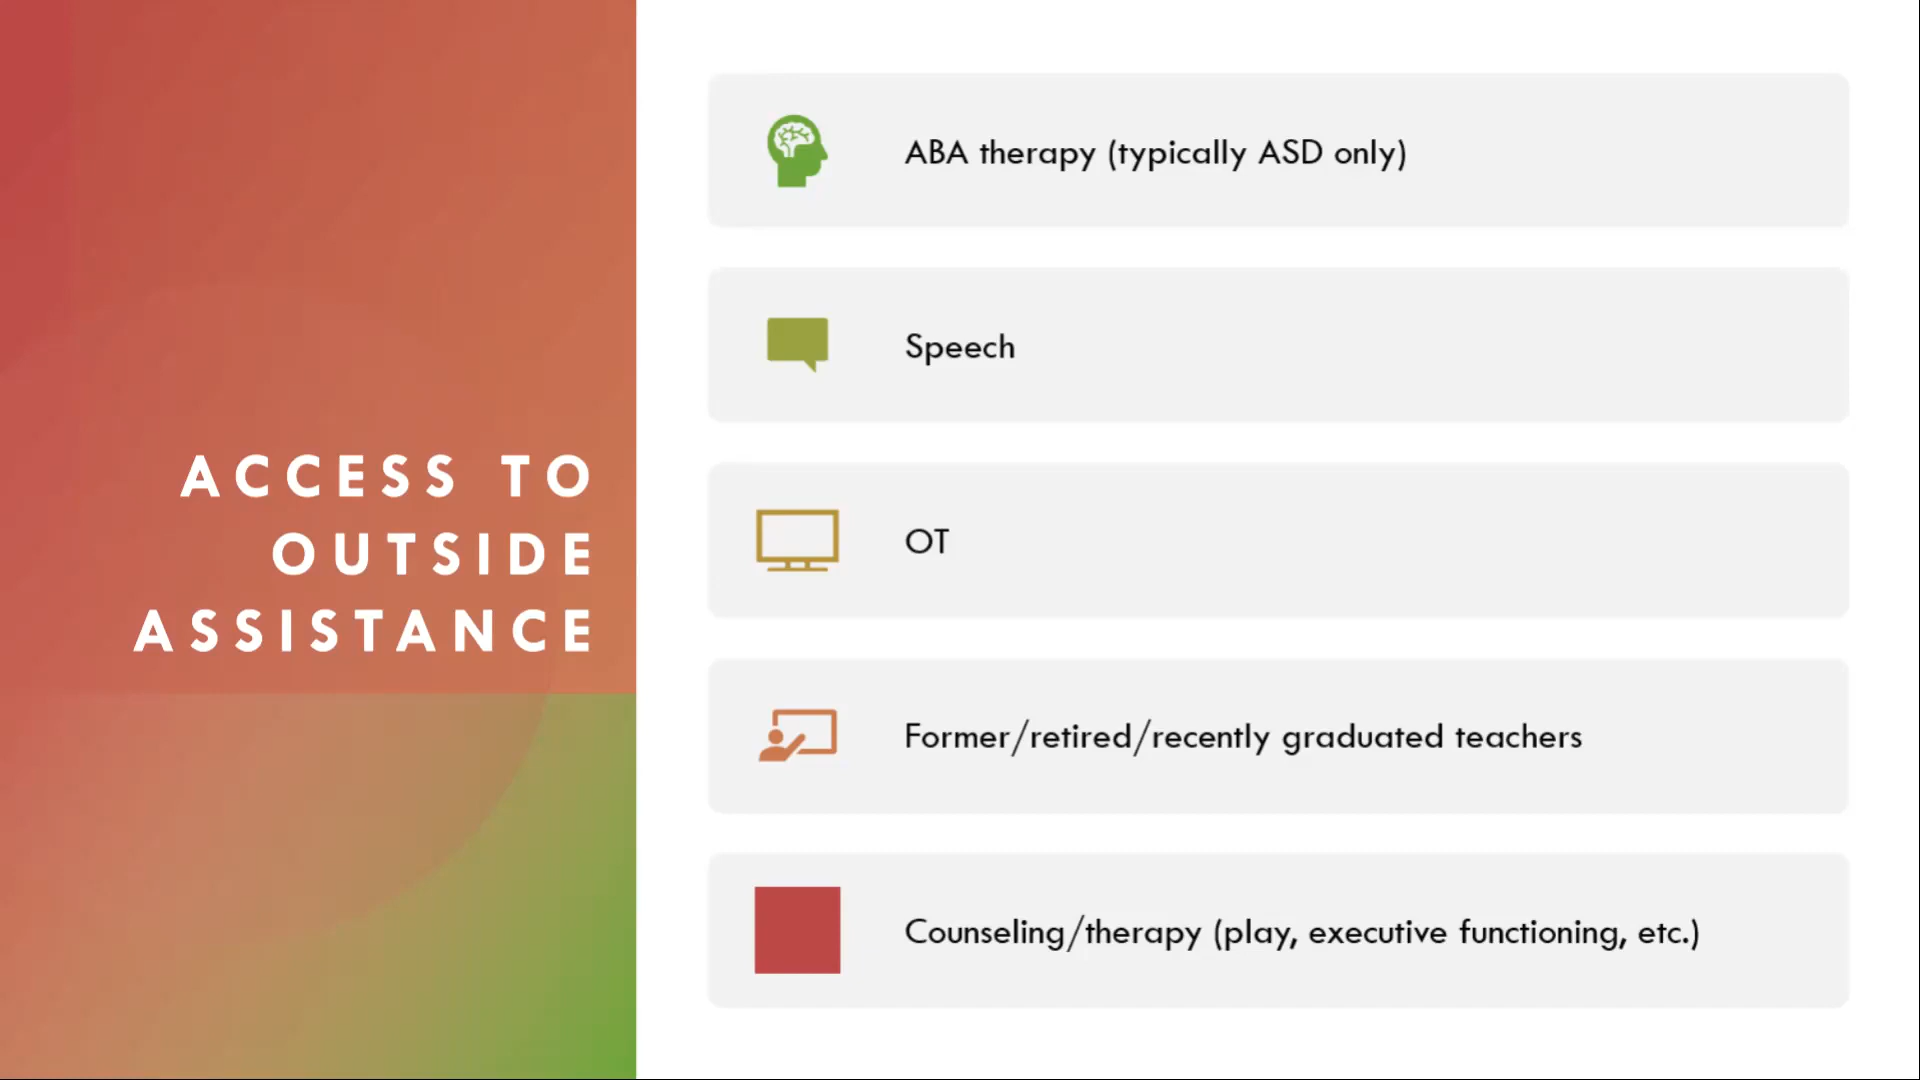 ACCESS TO
OUTSIDE
ASSISTANCE
ABA therapy (typically ASD only)
Speech
OT
Former/retired/recently graduated teachers
Counseling/therapy (play, executive functioning, etc.)